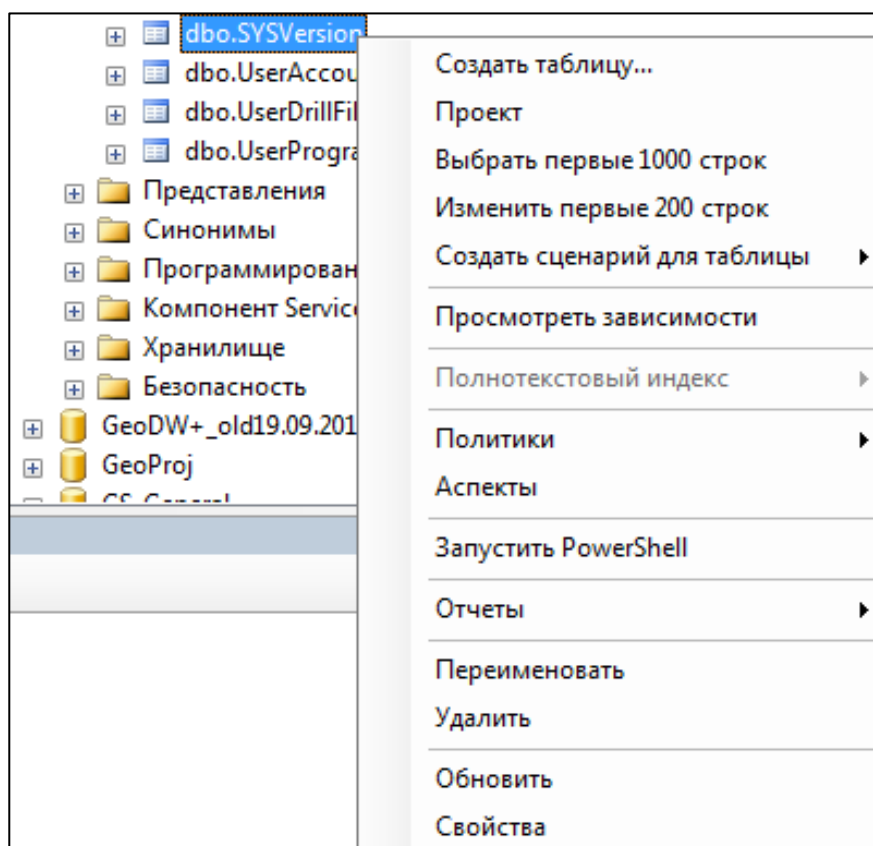 dbo.SYSVersion
dbo.UserAccou
dbo.UserDrillFil
dbo.UserProgra
Представления
Синонимы
Программирован
Компонент Servic
Хранилище
Безопасность
GeoDW+_old19.09.201
GeoProj
Создать таблицу...
Проект
Выбрать первые 1000 строк
Изменить первые 200 строк
Создать сценарий для таблицы
Просмотреть зависимости
Полнотекстовый индекс
Политики
Аспекты
Запустить PowerShell
Отчеты
Переименовать
Удалить
Обновить
Свойства